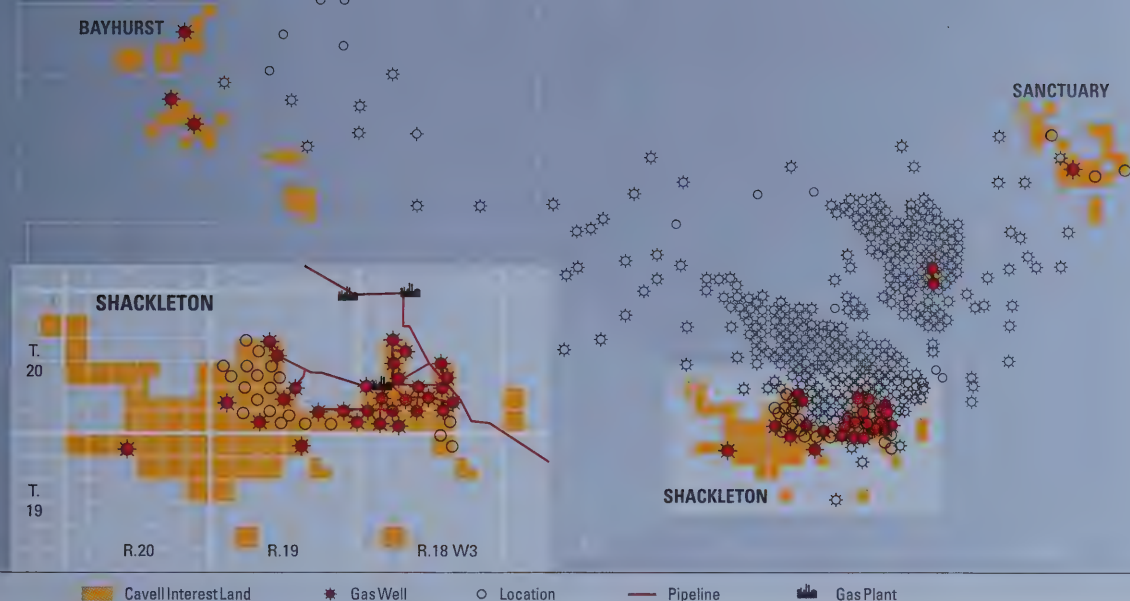 BAYHURST
SANCTUARY
SHACKLETON
T.
20
T.
19
R.20 R.19 R.18 W3
SHACKLETON
Cavell Interest Land Gas Well Location Pipeline Gas Plant